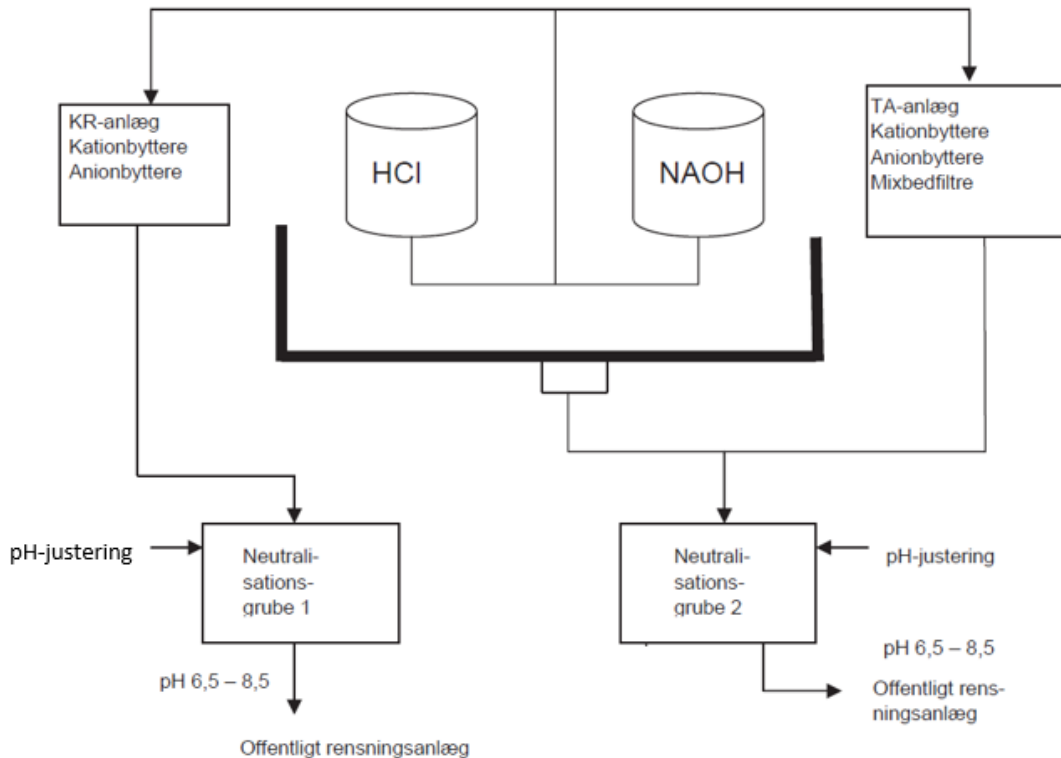 KR-anlæg
Kationbyttere
Anionbyttere
HCl
NAOH
TA-anlæg
Kationbyttere
Anionbyttere
Mixbedfiltre
pH-justering
Neutrali-
sations-
grube 1
Neutrali-
sations-
grube 2
pH-justering
pH 6,5 – 8,5
Offentligt rensningsanlæg
pH 6,5 – 8,5
Offentligt rens-
ningsanlæg